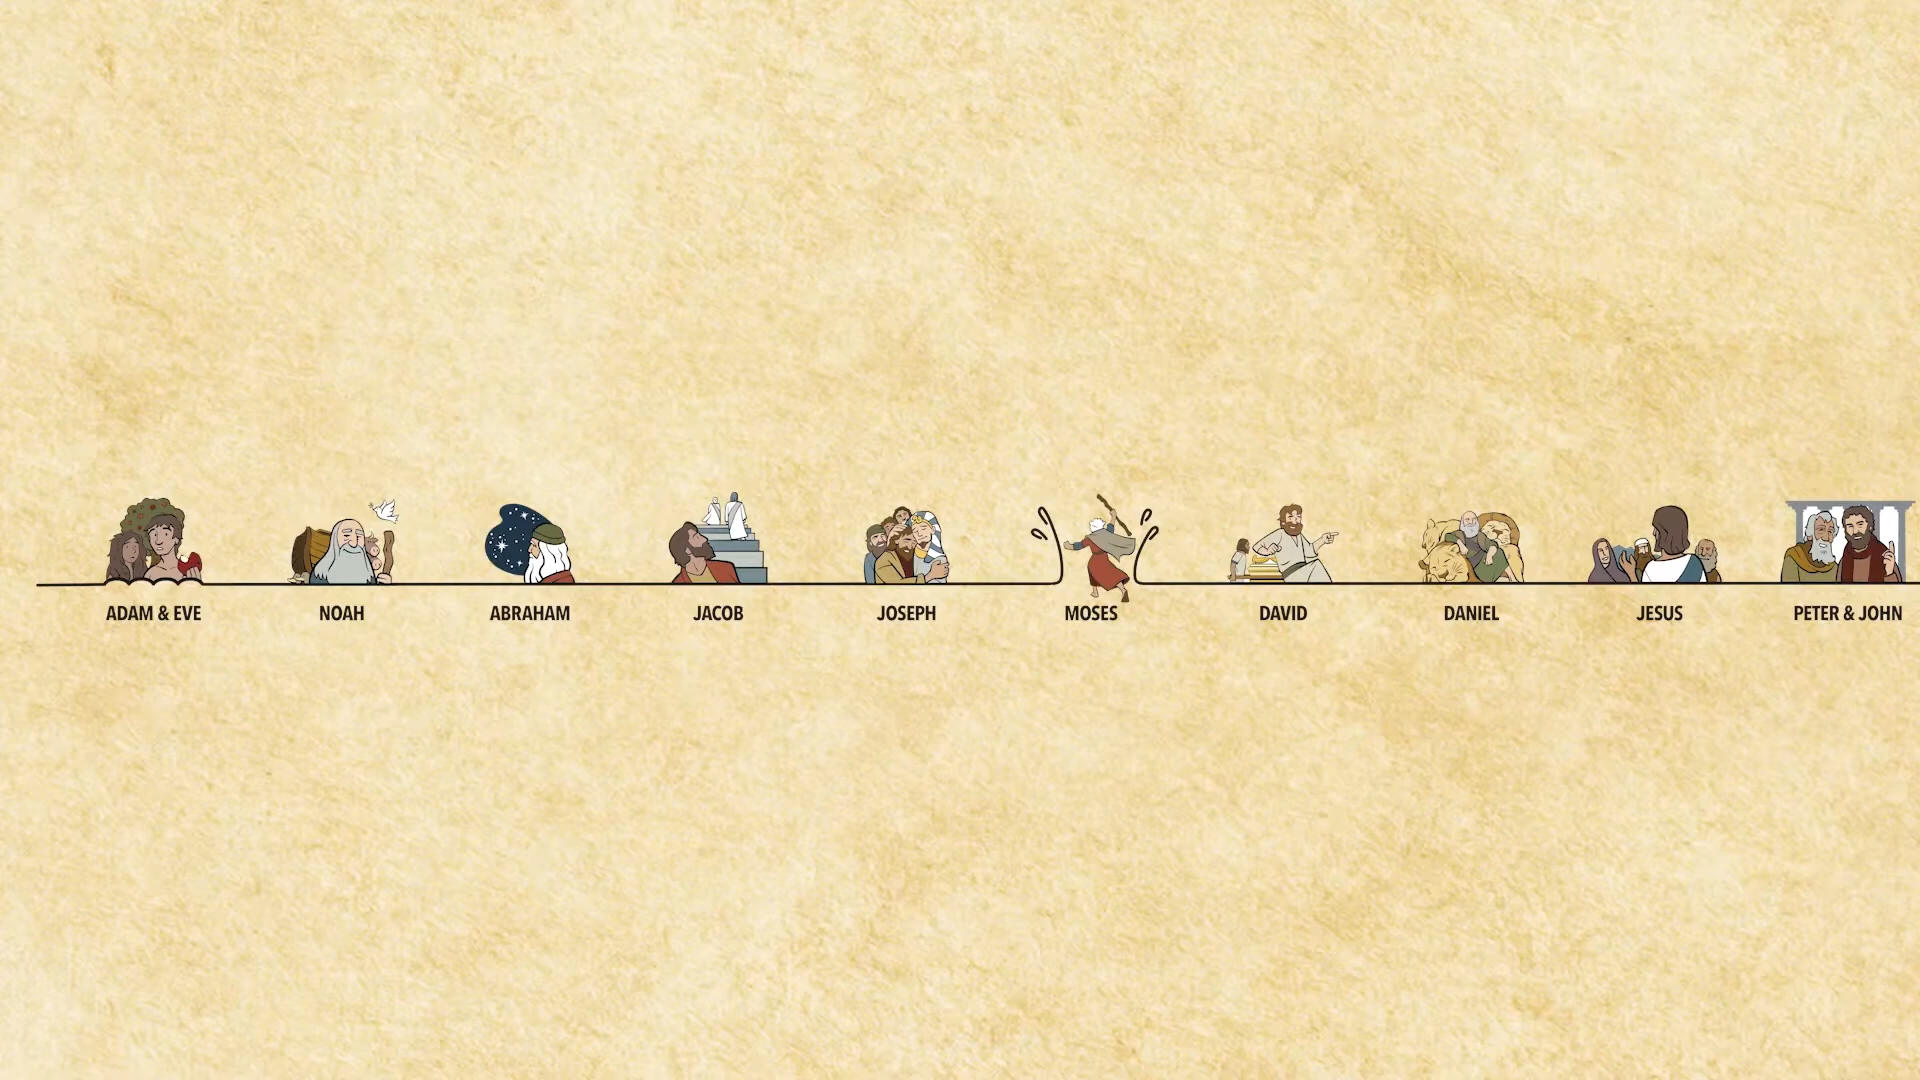 ADAM & EVE
NOAH
ABRAHAM
JACOB
JOSEPH
MOSES
DAVID
DANIEL
JESUS
PETER & JOHN